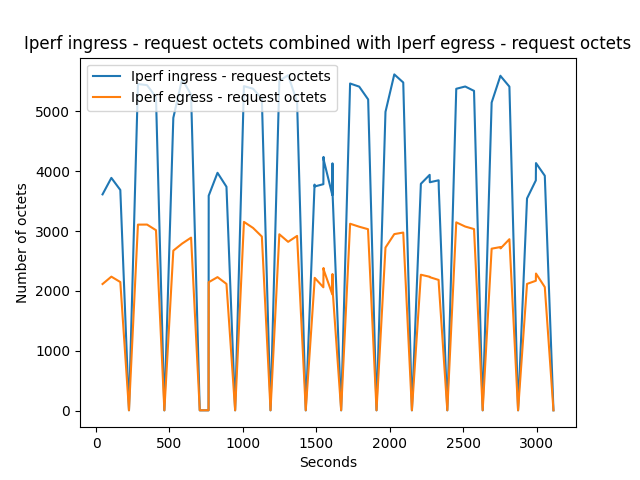 Iperf ingress - request octets combined with Iperf egress - request octets
Iperf ingress - request octets
Iperf egress - request octets
Number of octets
5000
4000
3000
2000
1000
0
0 500 1000 1500 2000 2500 3000
Seconds